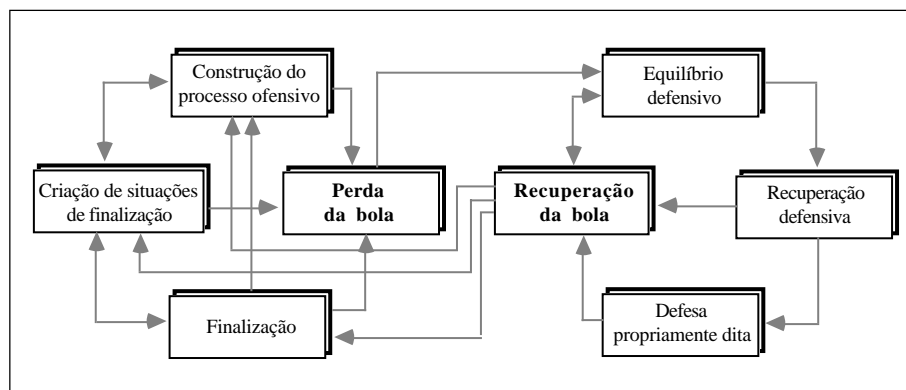 Construção do
processo ofensivo
Equilíbrio
defensivo
Criação de situações
de finalização
Perda
da bola
Recuperação
da bola
Recuperação
defensiva
Finalização
Defesa
propriamente dita